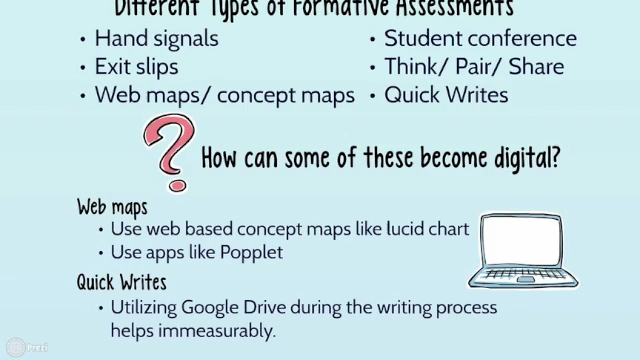 Different Types of Formative Assessments
• Hand signals
• Exit slips
• Web maps/ concept maps
• Student conference
• Think/ Pair/ Share
• Quick Writes
?
How can some of these become digital?
Web maps
• Use web based concept maps like lucid chart
• Use apps like Popplet
Quick Writes
• Utilizing Google Drive during the writing process
helps immeasurably.
Prezi